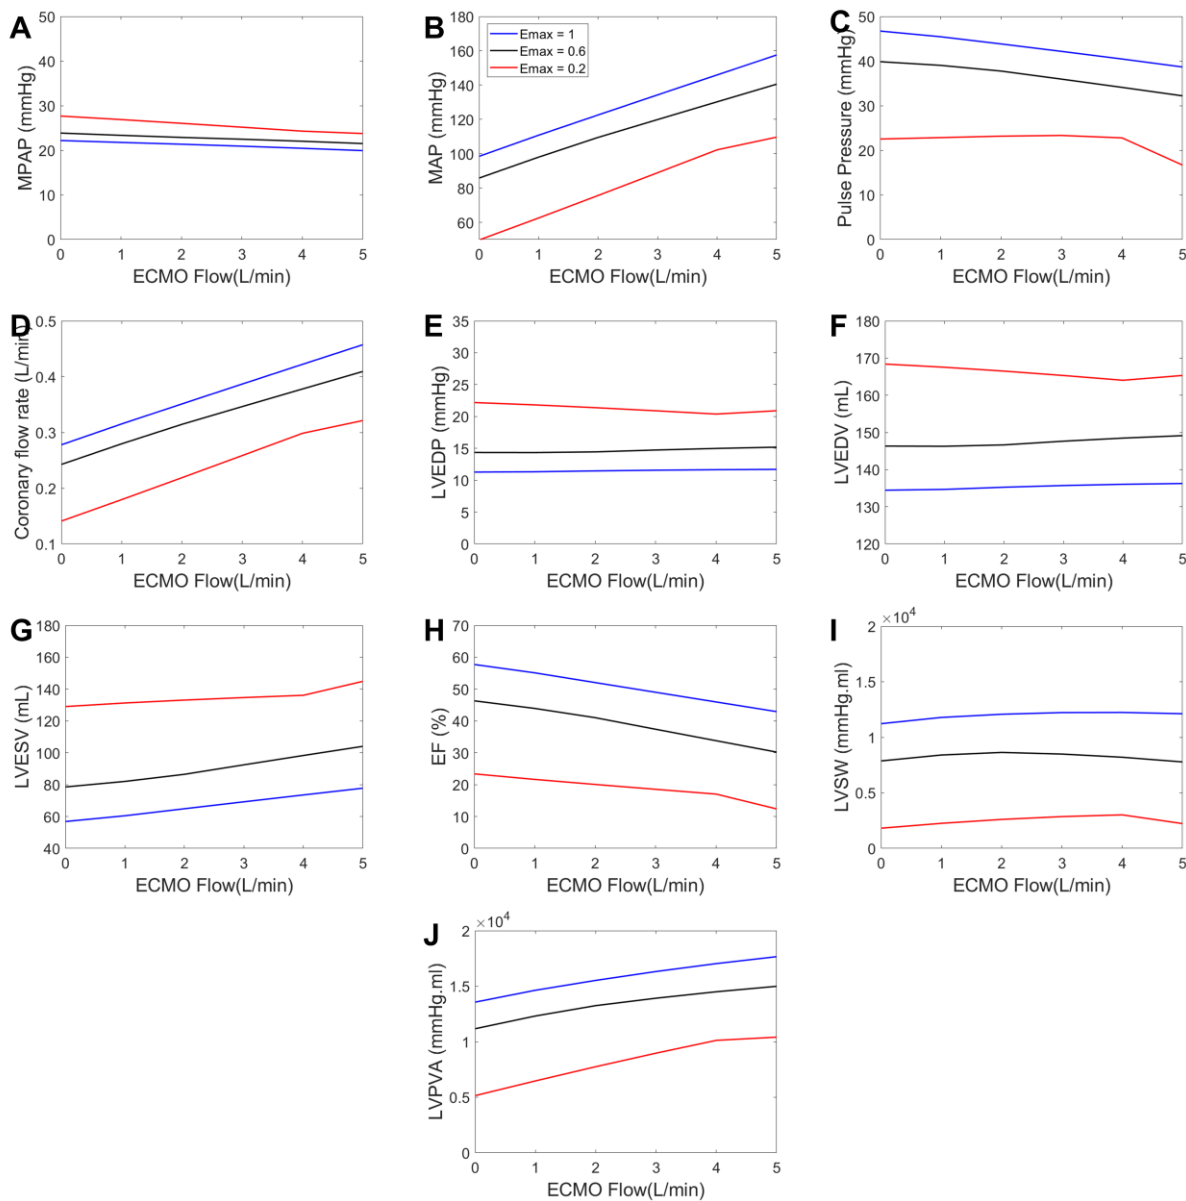 A
MPAP (mmHg)
50
40
30
20
10
0
0 1 2 3 4 5
ECMO Flow(L/min)
B
MAP (mmHg)
180
160
140
120
100
80
60
0 1 2 3 4 5
ECMO Flow(L/min)
Emax = 1
Emax = 0.6
Emax = 0.2
C
Pulse Pressure (mmHg)
50
40
30
20
10
0
0 1 2 3 4 5
ECMO Flow(L/min)
D
Coronary flow rate (L/min)
0.5
0.4
0.3
0.2
0.1
0 1 2 3 4 5
ECMO Flow(L/min)
E
LVEDP (mmHg)
35
30
25
20
15
10
5
0
0 1 2 3 4 5
ECMO Flow(L/min)
F
LVEDV (mL)
180
170
160
150
140
130
120
0 1 2 3 4 5
ECMO Flow(L/min)
G
LVESV (mL)
180
160
140
120
100
80
60
40
0 1 2 3 4 5
ECMO Flow(L/min)
H
EF (%)
70
60
50
40
30
20
10
0
0 1 2 3 4 5
ECMO Flow(L/min)
I
LVSW (mmHg.ml)
×10⁴
2
1.5
1
0.5
0
0 1 2 3 4 5
ECMO Flow(L/min)
J
LVPVA (mmHg.ml)
×10⁴
2
1.5
1
0.5
0
0 1 2 3 4 5
ECMO Flow(L/min)